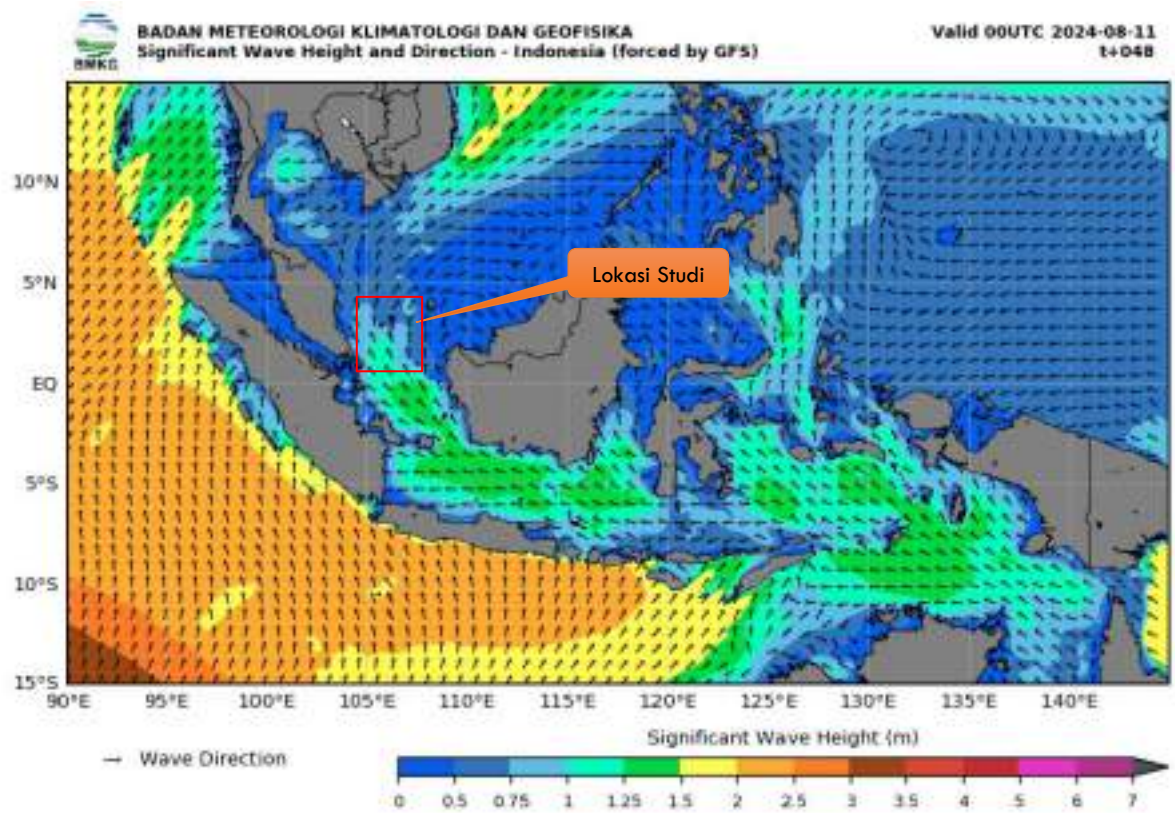 BADAN METEOROLOGI KLIMATOLOGI DAN GEOFISIKA
Significant Wave Height and Direction - Indonesia (forced by GFS)
Valid 00UTC 2024-08-11
t+048
BMKG
10°N
5°N
EQ
5°S
10°S
15°S
Lokasi Studi
90°E 95°E 100°E 105°E 110°E 115°E 120°E 125°E 130°E 135°E 140°E
→ Wave Direction
Significant Wave Height (m)
0 0.5 0.75 1 1.25 1.5 2 2.5 3 3.5 4 5 6 7